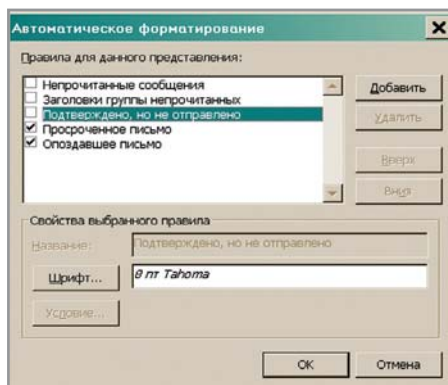 Автоматическое форматирование
Правила для данного представления:
Непрочитанные сообщения
Заголовки группы непрочитанных
Подтверждено, но не отправлено
Просроченное письмо
Опоздавшее письмо
Добавить
Удалить
Вверх
Вниз
Свойства выбранного правила
Название:
Подтверждено, но не отправлено
Шрифт...
8 пт Tahoma
Условие...
OK
Отмена